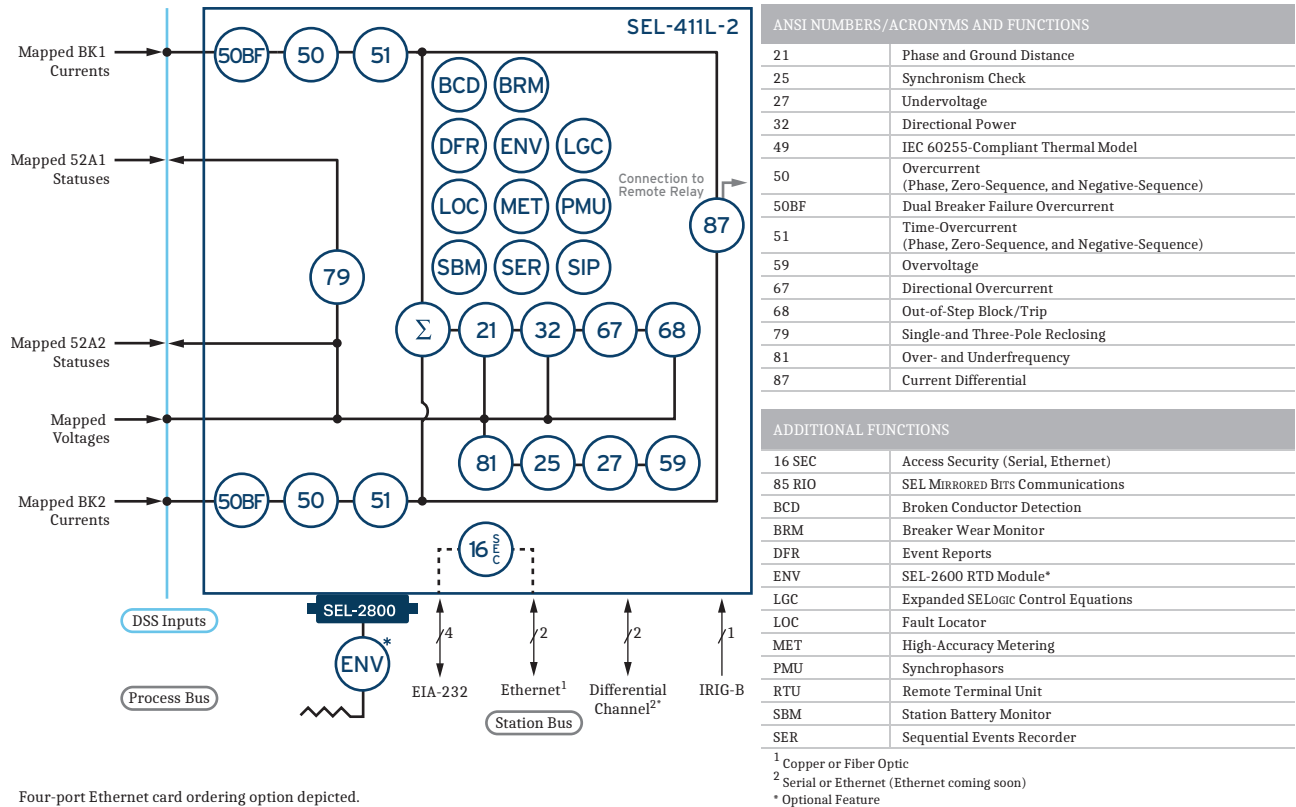 SEL-411L-2
Mapped BK1
Currents
50BF
50
51
BCD
BRM
DFR
ENV
LGC
Mapped 52A1
Statuses
Connection to
Remote Relay
LOC
MET
PMU
87
SBM
SER
SIP
79
Σ
21
32
67
68
Mapped 52A2
Statuses
Mapped
Voltages
81
25
27
59
Mapped BK2
Currents
50BF
50
51
16 SEC
SEL-2800
DSS Inputs
ENV
*
4
2
2
1
EIA-232
Ethernet1
Differential
Channel2*
IRIG-B
Process Bus
Station Bus
Four-port Ethernet card ordering option depicted.
ANSI NUMBERS/ACRONYMS AND FUNCTIONS
21 Phase and Ground Distance
25 Synchronism Check
27 Undervoltage
32 Directional Power
49 IEC 60255-Compliant Thermal Model
50 Overcurrent
(Phase, Zero-Sequence, and Negative-Sequence)
50BF Dual Breaker Failure Overcurrent
51 Time-Overcurrent
(Phase, Zero-Sequence, and Negative-Sequence)
59 Overvoltage
67 Directional Overcurrent
68 Out-of-Step Block/Trip
79 Single-and Three-Pole Reclosing
81 Over- and Underfrequency
87 Current Differential
ADDITIONAL FUNCTIONS
16 SEC Access Security (Serial, Ethernet)
85 RIO SEL MIRRORED BITS Communications
BCD Broken Conductor Detection
BRM Breaker Wear Monitor
DFR Event Reports
ENV SEL-2600 RTD Module*
LGC Expanded SELOGIC Control Equations
LOC Fault Locator
MET High-Accuracy Metering
PMU Synchrophasors
RTU Remote Terminal Unit
SBM Station Battery Monitor
SER Sequential Events Recorder
1 Copper or Fiber Optic
2 Serial or Ethernet (Ethernet coming soon)
* Optional Feature